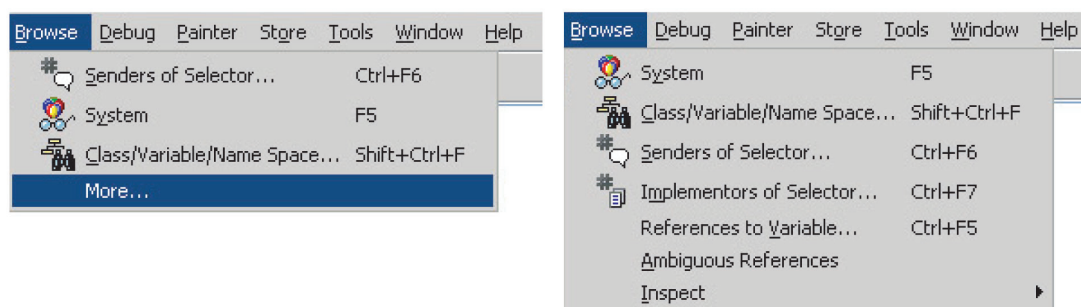 Browse Debug Painter Store Tools Window Help
Senders of Selector... Ctrl+F6
System F5
Class/Variable/Name Space... Shift+Ctrl+F
More...
Browse Debug Painter Store Tools Window Help
System F5
Class/Variable/Name Space... Shift+Ctrl+F
Senders of Selector... Ctrl+F6
Implementors of Selector... Ctrl+F7
References to Variable... Ctrl+F5
Ambiguous References
Inspect